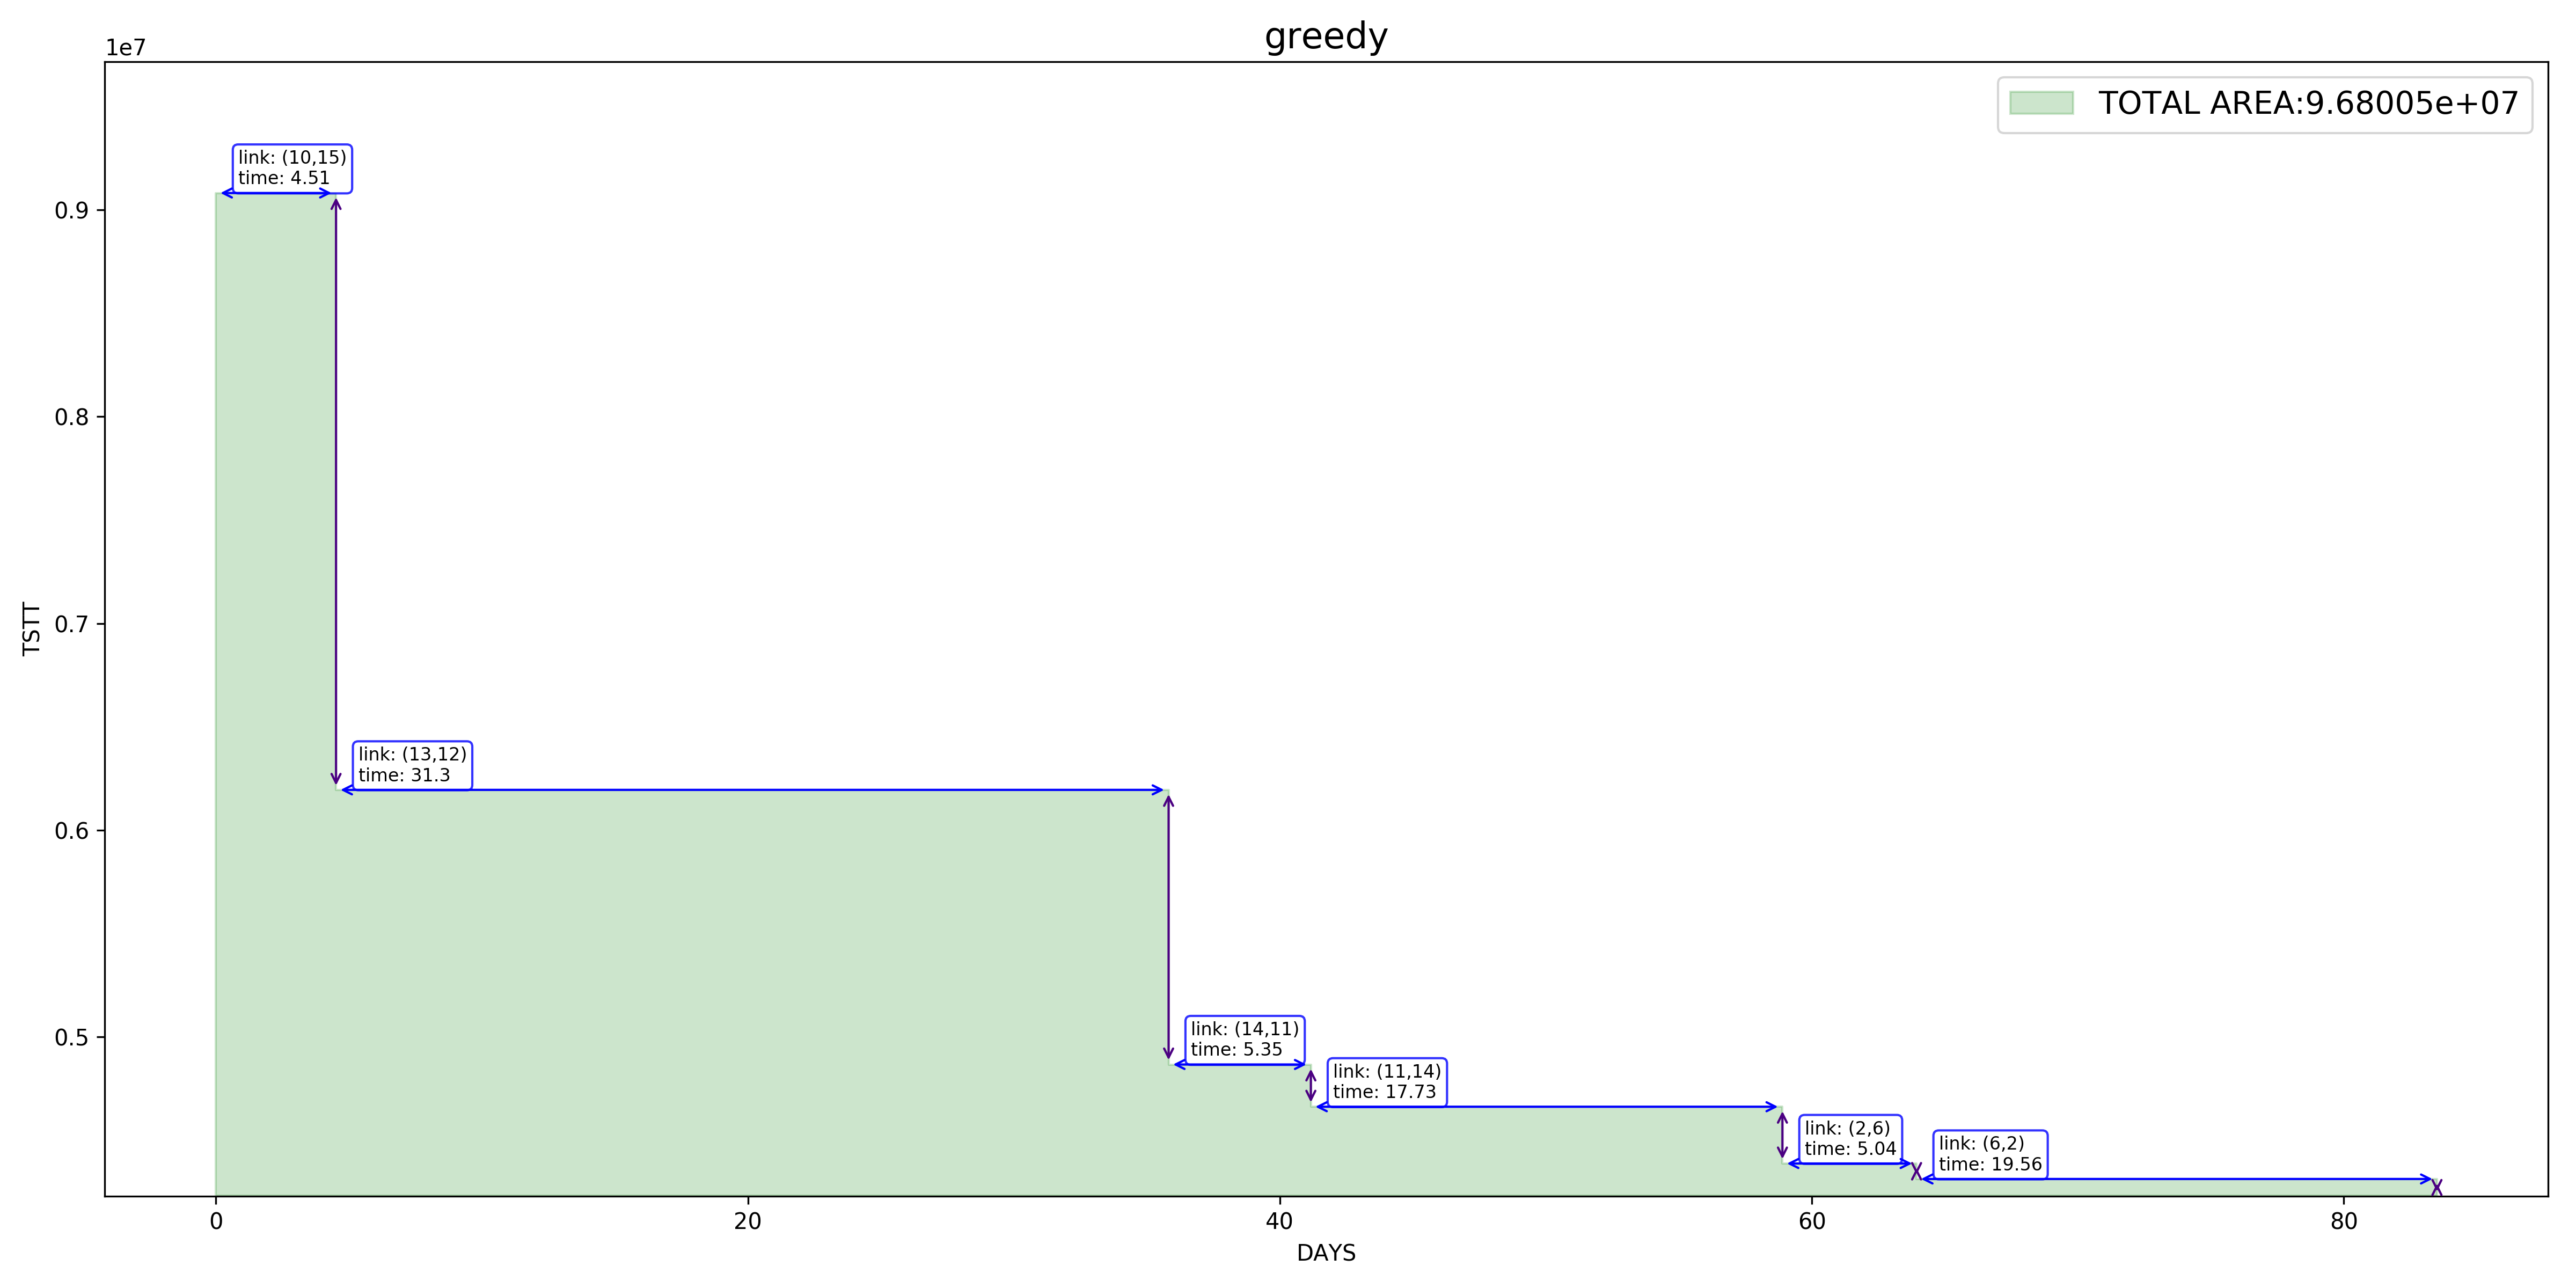 greedy
1e7
TOTAL AREA:9.68005e+07
link: (10,15)
time: 4.51
0.9
0.8
0.7
TSTT
link: (13,12)
time: 31.3
0.6
link: (14,11)
time: 5.35
0.5
link: (11,14)
time: 17.73
link: (2,6)
time: 5.04
link: (6,2)
time: 19.56
0 20 40 60 80
DAYS